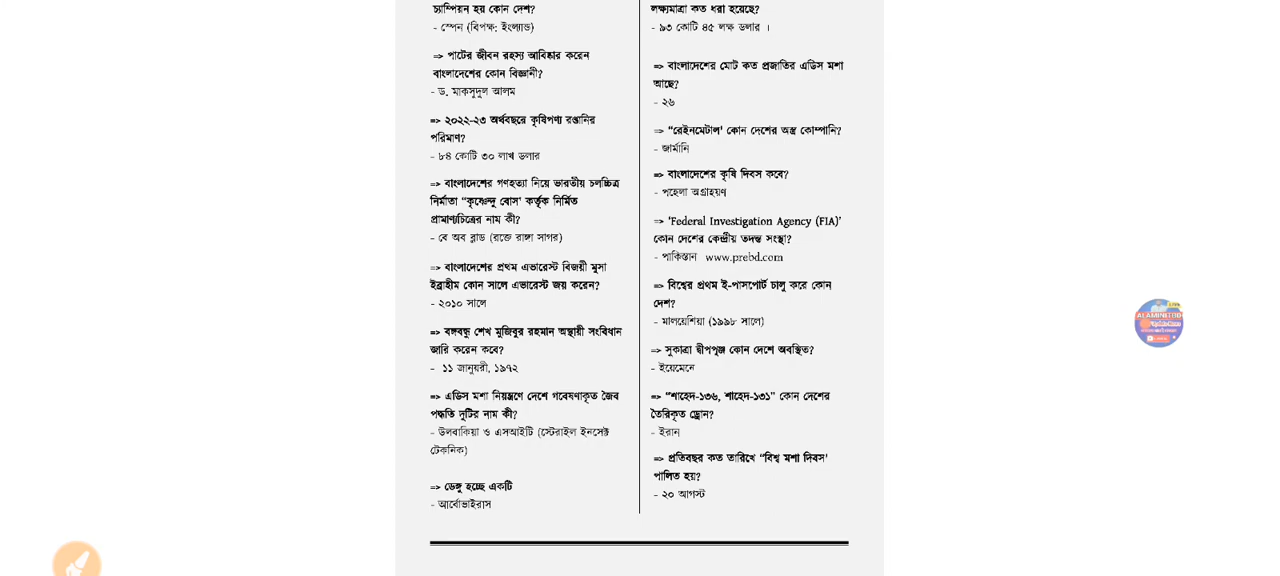 চ্যাম্পিয়ন হয় কোন দেশ?
- স্পেন (বিপক্ষ: ইংল্যান্ড)
=> পাটের জীবন রহস্য আবিষ্কার করেন
বাংলাদেশের কোন বিজ্ঞানী?
- ড. মাকসুদুল আলম
=> ২০২২-২৩ অর্থবছরে কৃষিপণ্য রপ্তানির
পরিমাণ?
- ৮৪ কোটি ৩০ লাখ ডলার
=> বাংলাদেশের গণহত্যা নিয়ে ভারতীয় চলচ্চিত্র
নির্মাতা “কৃষ্ণেন্দু বোস' কর্তৃক নির্মিত
প্রামাণ্যচিত্রের নাম কী?
- বে অব ব্লাড (রক্তে রাঙ্গা সাগর)
=> বাংলাদেশের প্রথম এভারেস্ট বিজয়ী মুসা
ইব্রাহীম কোন সালে এভারেস্ট জয় করেন?
- ২০১০ সালে
=> বঙ্গবন্ধু শেখ মুজিবুর রহমান অস্থায়ী সংবিধান
জারি করেন কবে?
- ১১ জানুয়রী, ১৯৭২
=> এডিস মশা নিয়ন্ত্রণে দেশে গবেষণাকৃত জৈব
পদ্ধতি দুটির নাম কী?
- উলবাকিয়া ও এসআইটি (স্টেরাইল ইনসেক্ট
টেকনিক)
=> ডেঙ্গু হচ্ছে একটি
- আর্বোভাইরাস
লক্ষ্যমাত্রা কত ধরা হয়েছে?
- ৯৩ কোটি ৪৫ লক্ষ ডলার ।
=> বাংলাদেশের মোট কত প্রজাতির এডিস মশা
আছে?
- ২৬
=> “রেইনমেটাল' কোন দেশের অস্ত্র কোম্পানি?
- জার্মানি
=> বাংলাদেশের কৃষি দিবস কবে?
- পহেলা অগ্রাহয়ণ
=> 'Federal Investigation Agency (FIA)’
কোন দেশের কেন্দ্রীয় তদন্ত সংস্থা?
- পাকিস্তান www.prebd.com
=> বিশ্বের প্রথম ই-পাসপোর্ট চালু করে কোন
দেশ?
- মালয়েশিয়া (১৯৯৮ সালে)
=> সুকাত্রা দ্বীপপুঞ্জ কোন দেশে অবস্থিত?
- ইয়েমেনে
=> “শাহেদ-১৩৬, শাহেদ-১৩১” কোন দেশের
তৈরিকৃত ড্রোন?
- ইরান
=> প্রতিবছর কত তারিখে “বিশ্ব মশা দিবস'
পালিত হয়?
- ২০ আগস্ট